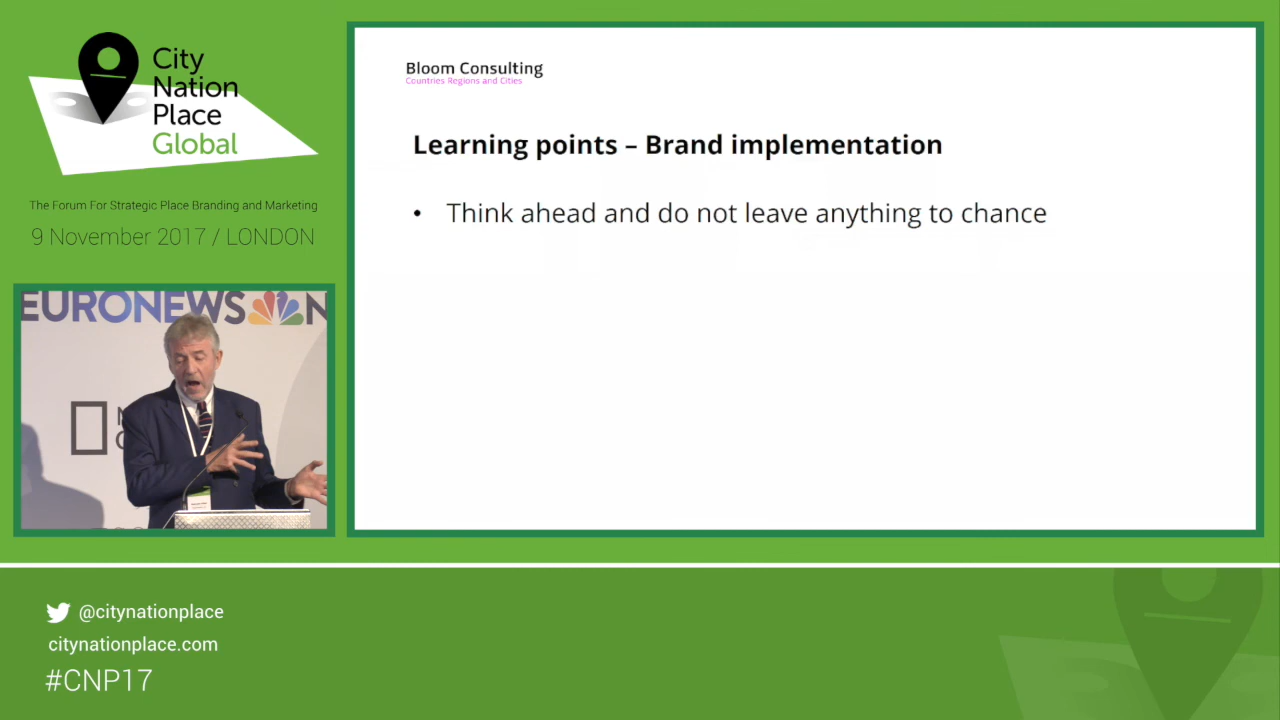 City
Nation
Place
Global
The Forum For Strategic Place Branding and Marketing
9 November 2017 / LONDON
EURONEWS N
Bloom Consulting
Countries Regions and Cities
Learning points – Brand implementation
• Think ahead and do not leave anything to chance
@citynationplace
citynationplace.com
#CNP17